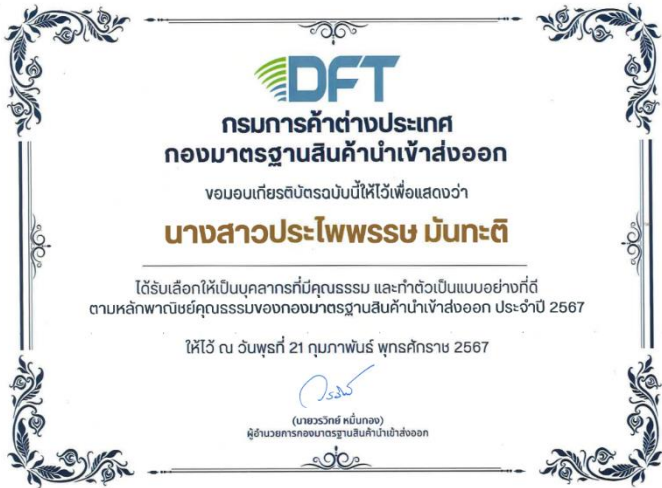 DFT
กรมการค้าต่างประเทศ
กองมาตรฐานสินค้านำเข้าส่งออก
ขอมอบเกียรติบัตรฉบับนี้ให้ไว้เพื่อแสดงว่า
นางสาวประไพพรรษ มันทะติ
ได้รับเลือกให้เป็นบุคลากรที่มีคุณธรรม และทำตัวเป็นแบบอย่างที่ดี
ตามหลักพาณิชย์คุณธรรมของกองมาตรฐานสินค้านำเข้าส่งออก ประจำปี 2567
ให้ไว้ ณ วันพุธที่ 21 กุมภาพันธ์ พุทธศักราช 2567
(นายวรวิทย์ หมื่นทอง)
ผู้อำนวยการกองมาตรฐานสินค้านำเข้าส่งออก